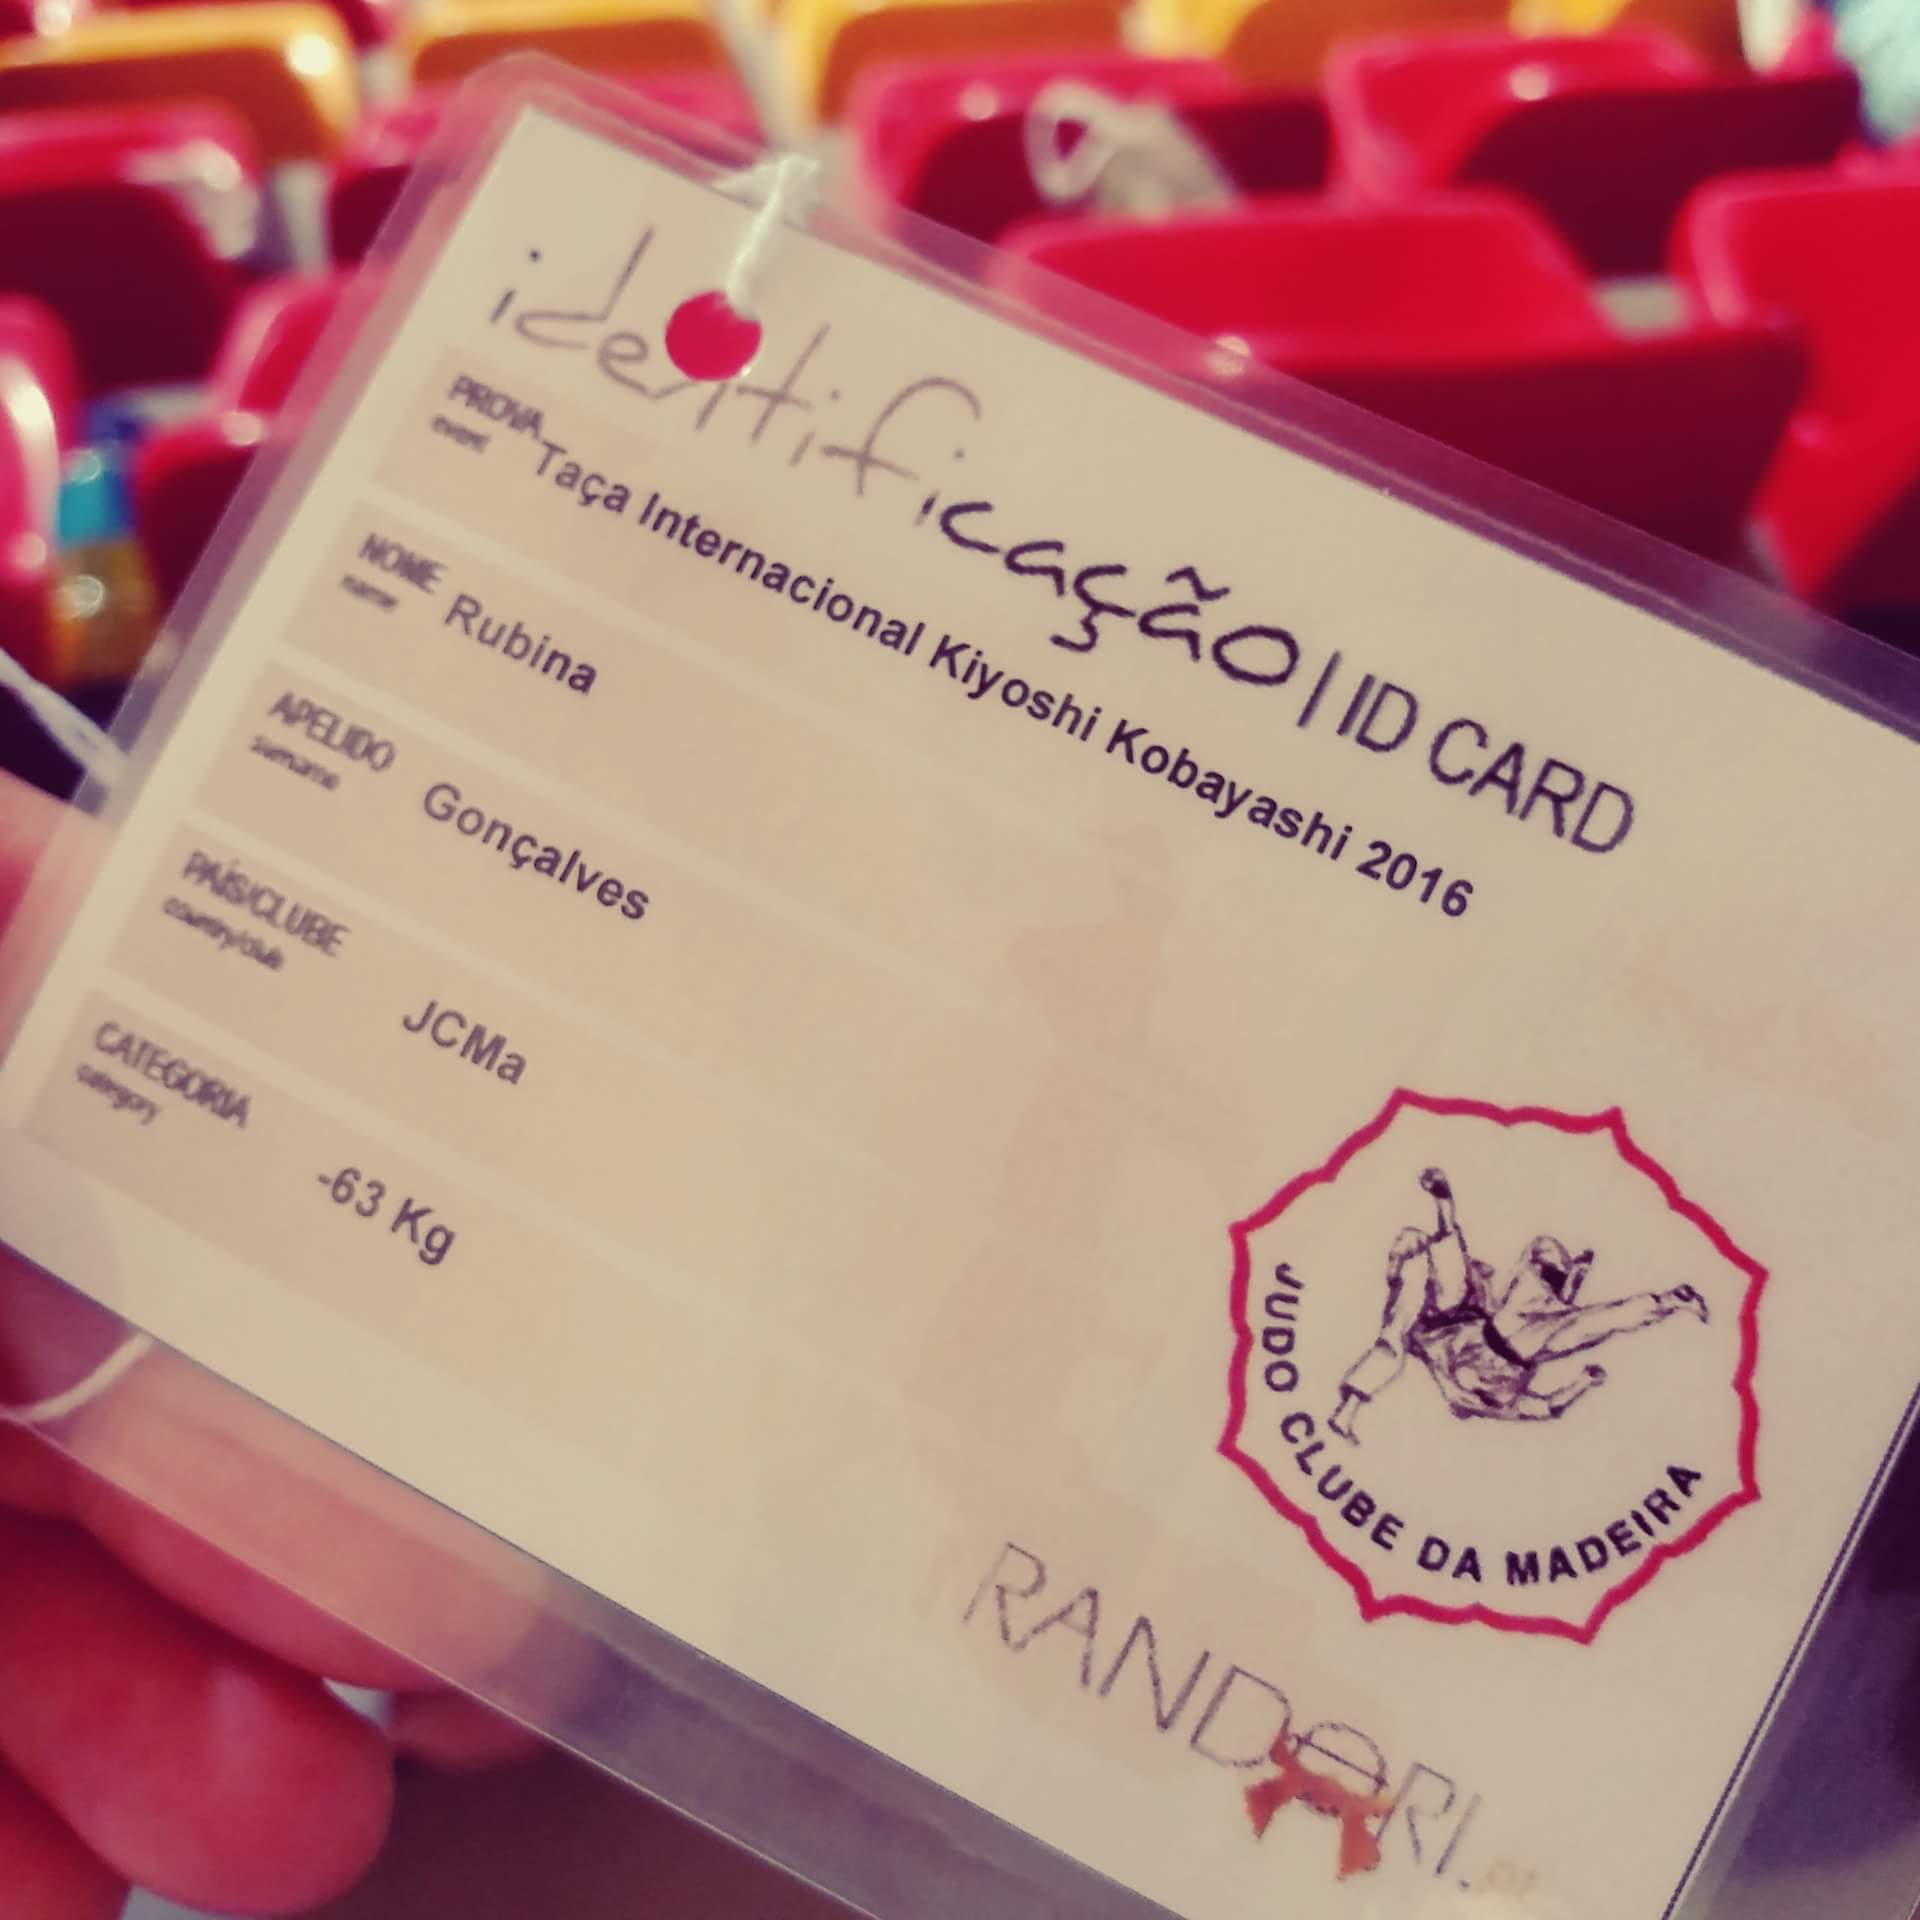 identificação | ID CARD
PROVA Taça Internacional Kiyoshi Kobayashi 2016
event
NOME Rubina
name
APELIDO Gonçalves
surname
PAÍS/CLUBE JCMa
country/club
CATEGORIA -63 Kg
category
JUDO CLUBE DA MADEIRA
RANDORI.